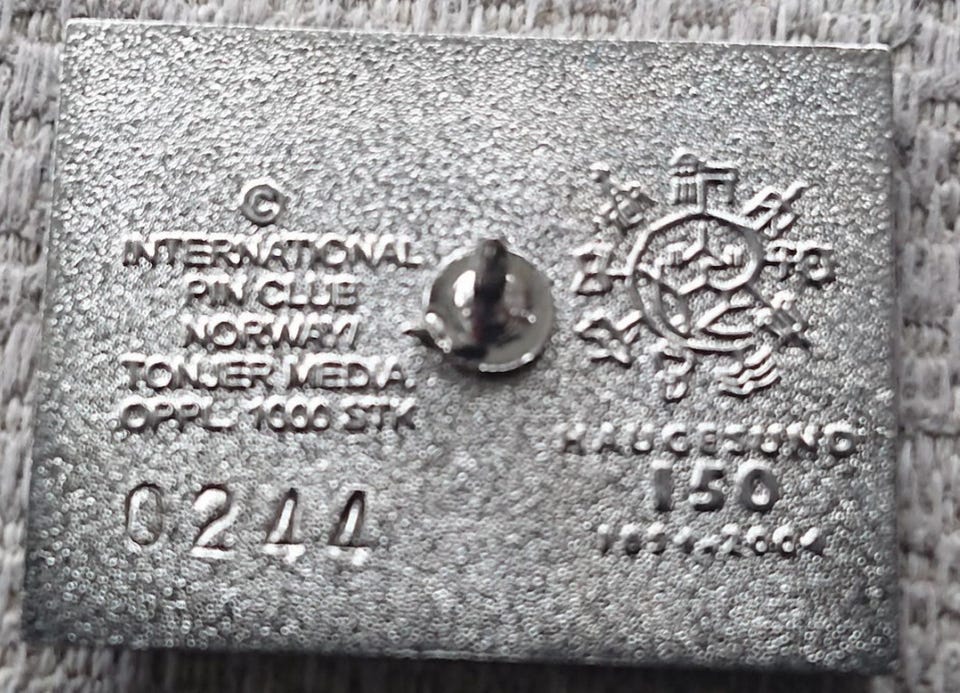 ©
INTERNATIONAL
PIN CLUB
NORWAY/
TONJER MEDIA.
OPPL. 1000 STK
0244
HAUGESUND
150
1854-2004